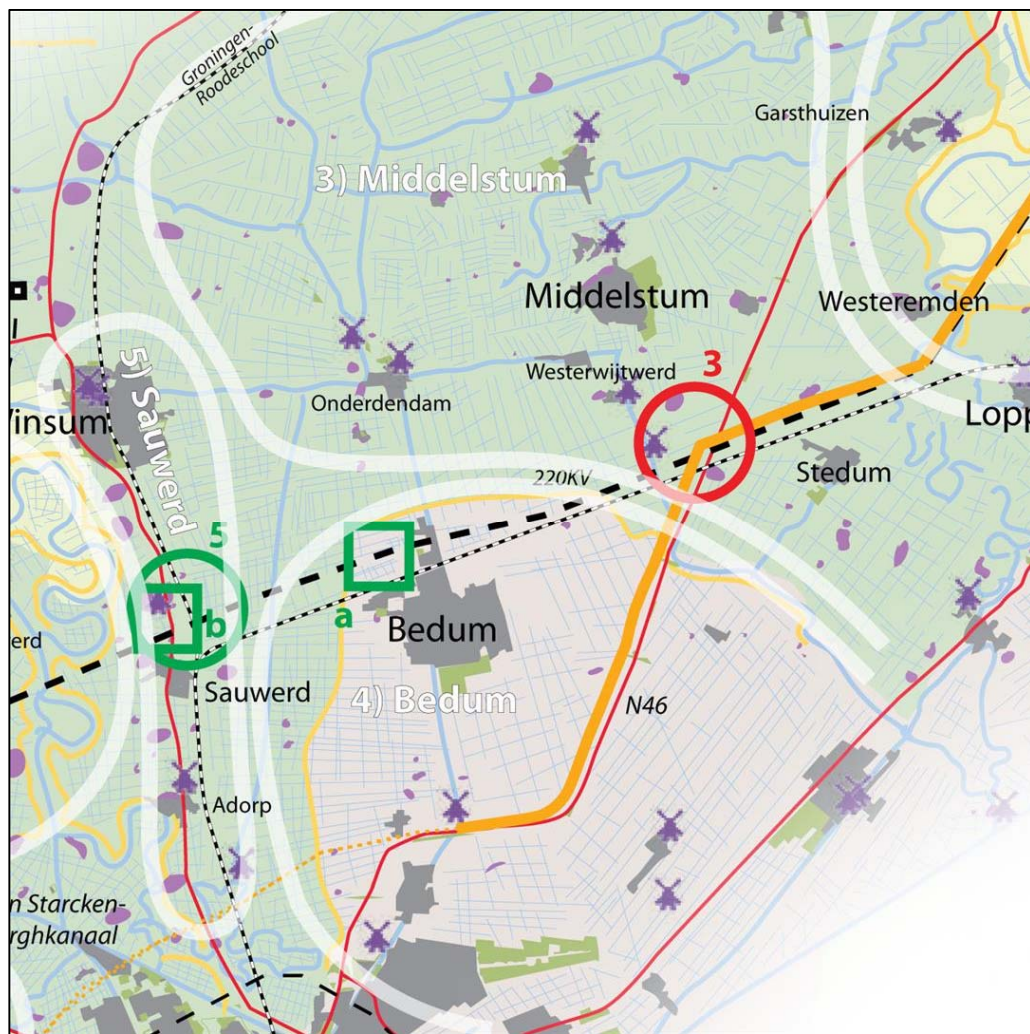 Groningen-
Roodeschool
Garsthuizen
3) Middelstum
Middelstum
Westeremden
5) Sauwerd
Westerwijtwerd
3
Onderdendam
Winsum
Lopp
Stedum
220KV
5
a
b
erd
Bedum
Sauwerd
4) Bedum
N46
Adorp
n Starcken-
rghkanaal